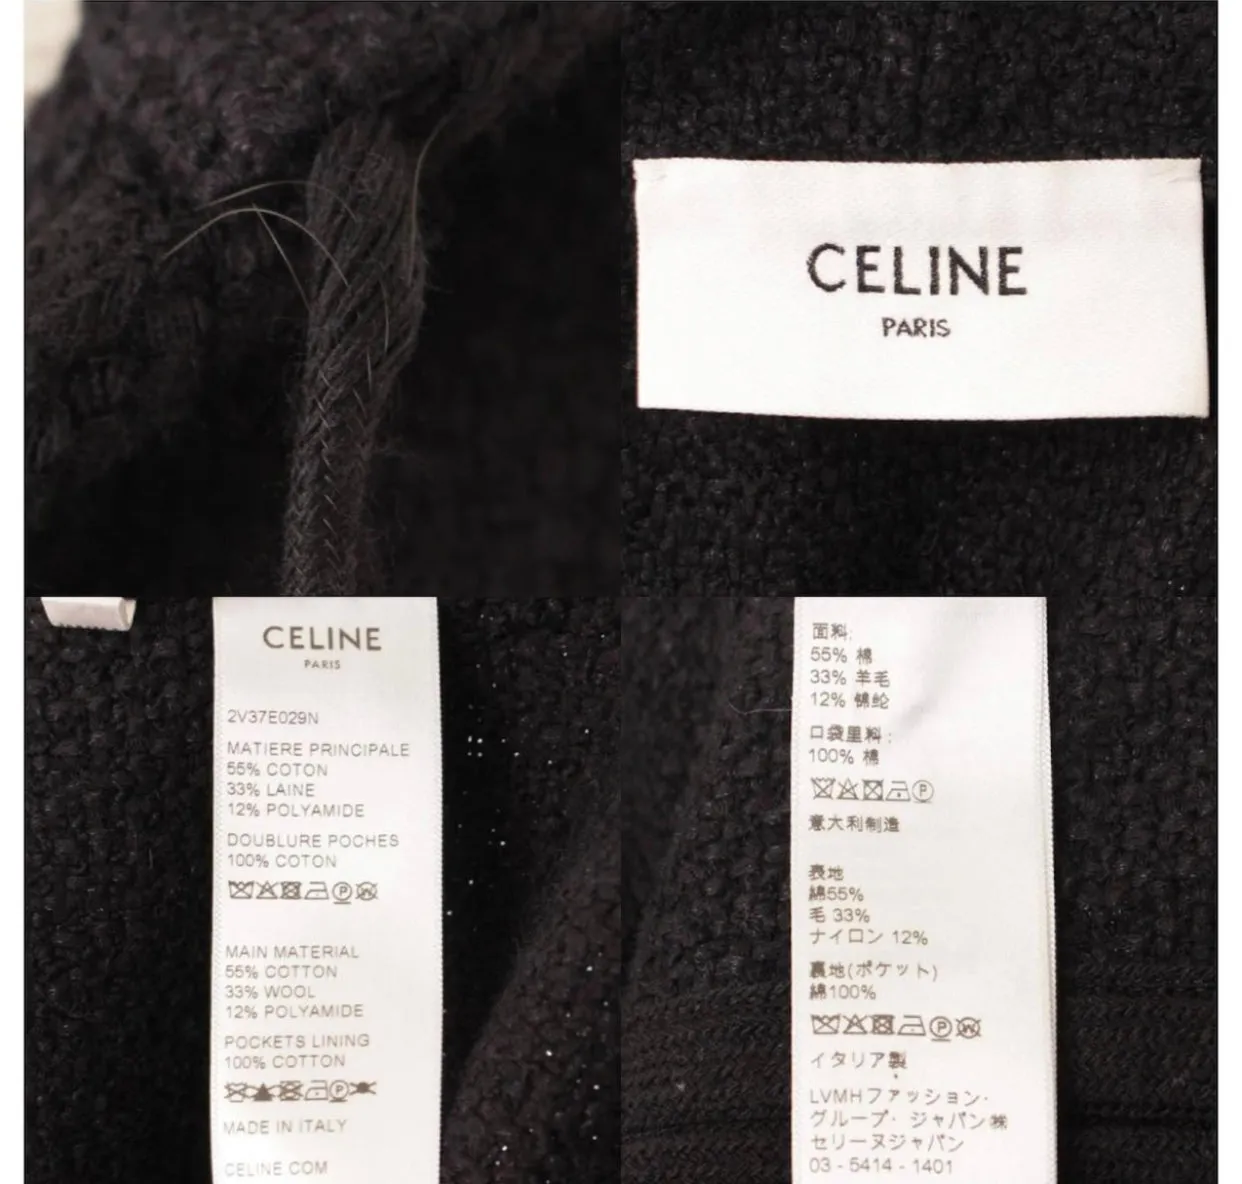 CELINE
PARIS
CELINE
PARIS
2V37E029N
MATIERE PRINCIPALE
55% COTON
33% LAINE
12% POLYAMIDE
DOUBLURE POCHES
100% COTON
MAIN MATERIAL
55% COTTON
33% WOOL
12% POLYAMIDE
POCKETS LINING
100% COTTON
MADE IN ITALY
CELINE.COM
面料:
55% 棉
33% 羊毛
12% 锦纶
口袋里料:
100% 棉
意大利制造
表地
綿55%
毛 33%
ナイロン 12%
裏地(ポケット)
綿100%
イタリア製
LVMHファッション·
グループ· ジャパン㈱
セリーヌジャパン
03 - 5414 - 1401